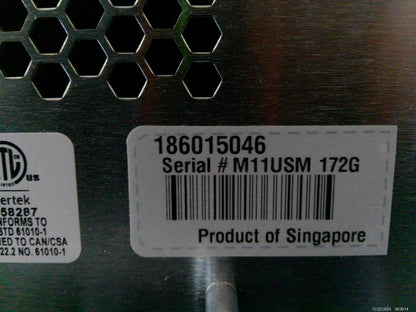 US
ertek
58287
NFORMS TO
STD 61010-1
IED TO CAN/CSA
22.2 NO. 61010-1
186015046
Serial # M11USM 172G
Product of Singapore